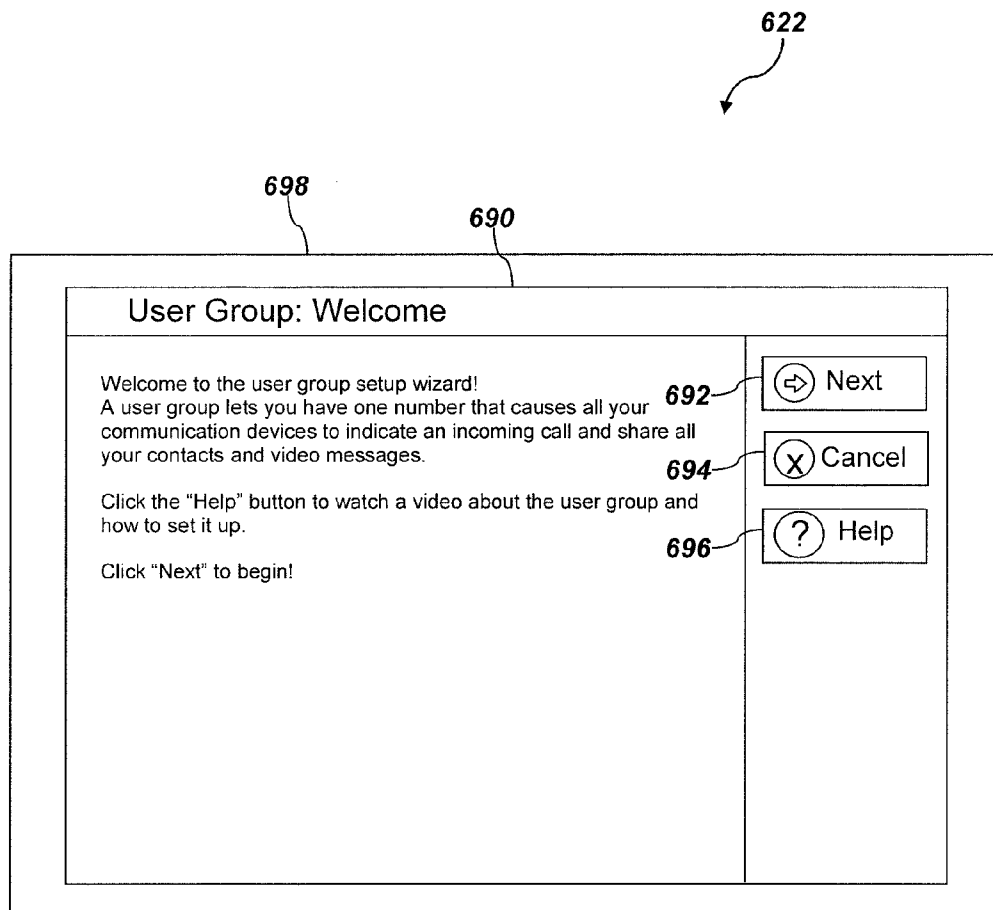 622
698
690
User Group: Welcome
Welcome to the user group setup wizard!
A user group lets you have one number that causes all your
communication devices to indicate an incoming call and share all
your contacts and video messages.
Click the “Help” button to watch a video about the user group and
how to set it up.
Click “Next” to begin!
692
Next
694
X Cancel
696
? Help